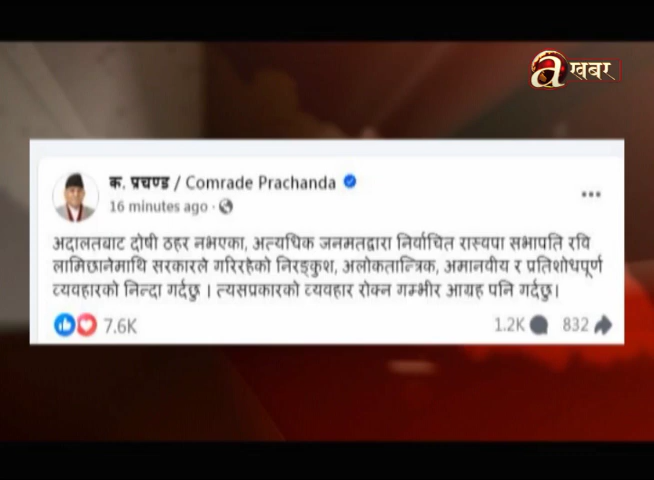 a खबर
क. प्रचण्ड / Comrade Prachanda
16 minutes ago ·
अदालतबाट दोषी ठहर नभएका, अत्यधिक जनमतद्वारा निर्वाचित रास्वपा सभापति रवि
लामिछानेमाथि सरकारले गरिरहेको निरङ्कुश, अलोकतान्त्रिक, अमानवीय र प्रतिशोधपूर्ण
व्यवहारको निन्दा गर्दछु । त्यसप्रकारको व्यवहार रोक्न गम्भीर आग्रह पनि गर्दछु।
7.6K 1.2K 832